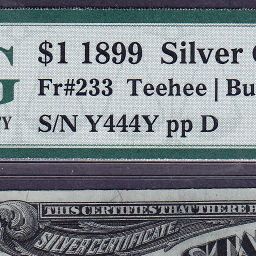 $1 1899 Silver
Fr#233 Teehee | Bu
S/N Y444Y pp D
THIS CERTIFIES THAT THERE H
SILVER CERTIFICATE